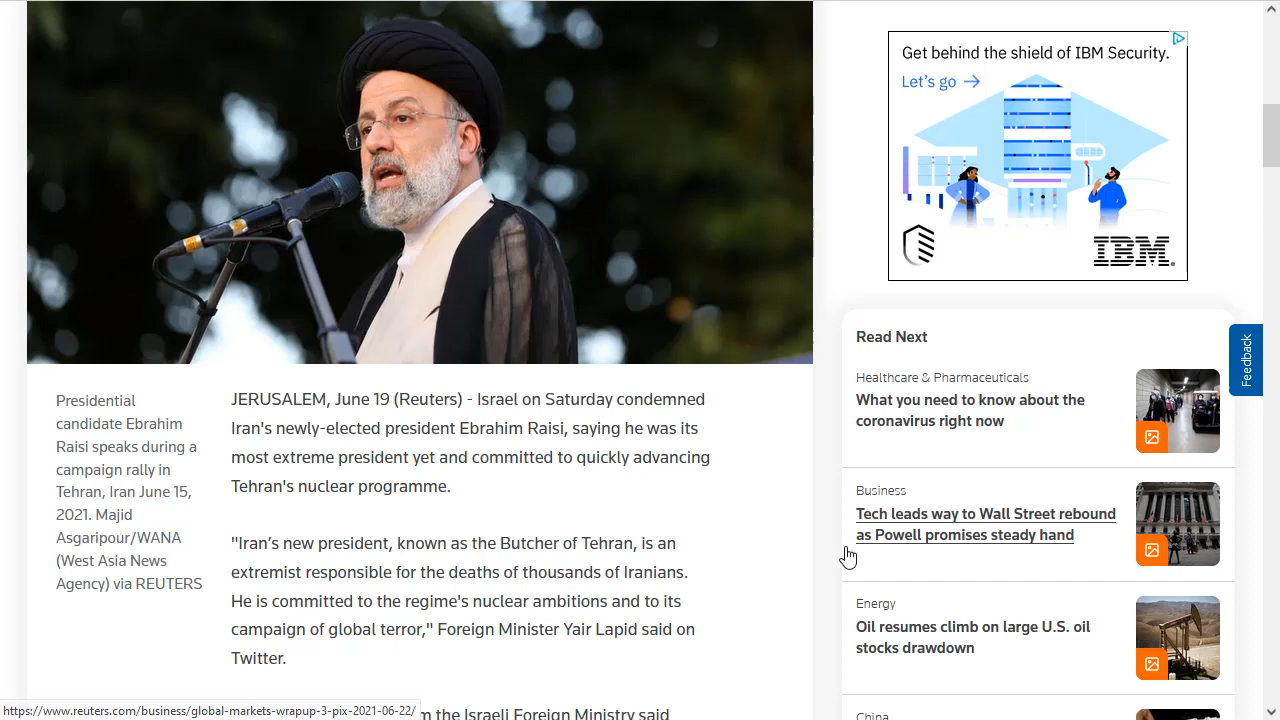 Get behind the shield of IBM Security.
Let's go →
IBM.
Presidential
candidate Ebrahim
Raisi speaks during a
campaign rally in
Tehran, Iran June 15,
2021. Majid
Asgaripour/WANA
(West Asia News
Agency) via REUTERS
JERUSALEM, June 19 (Reuters) - Israel on Saturday condemned
Iran's newly-elected president Ebrahim Raisi, saying he was its
most extreme president yet and committed to quickly advancing
Tehran's nuclear programme.
"Iran’s new president, known as the Butcher of Tehran, is an
extremist responsible for the deaths of thousands of Iranians.
He is committed to the regime's nuclear ambitions and to its
campaign of global terror," Foreign Minister Yair Lapid said on
Twitter.
m the Israeli Foreign Ministry said
Read Next
Healthcare & Pharmaceuticals
What you need to know about the
coronavirus right now
Business
Tech leads way to Wall Street rebound
as Powell promises steady hand
Energy
Oil resumes climb on large U.S. oil
stocks drawdown
China
Feedback
https://www.reuters.com/business/global-markets-wrapup-3-pix-2021-06-22/